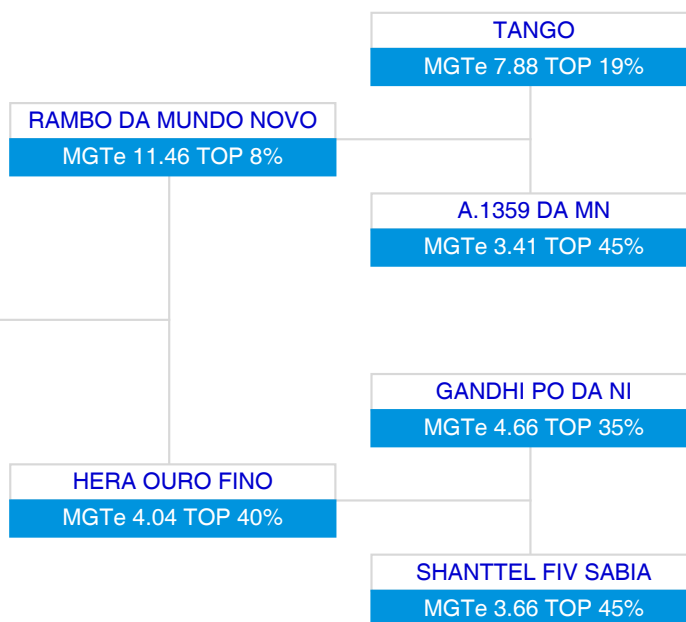 TANGO
MGTe 7.88 TOP 19%
RAMBO DA MUNDO NOVO
MGTe 11.46 TOP 8%
A.1359 DA MN
MGTe 3.41 TOP 45%
GANDHI PO DA NI
MGTe 4.66 TOP 35%
HERA OURO FINO
MGTe 4.04 TOP 40%
SHANTTEL FIV SABIA
MGTe 3.66 TOP 45%